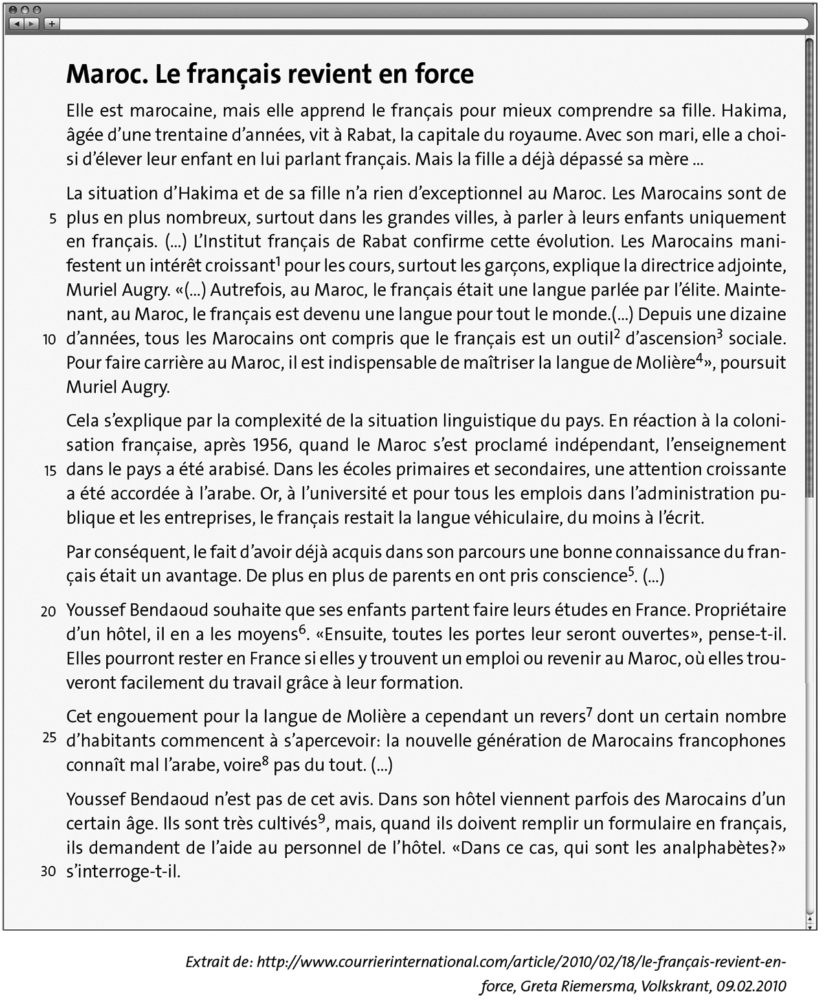 Maroc. Le français revient en force
Elle est marocaine, mais elle apprend le français pour mieux comprendre sa fille. Hakima,
âgée d'une trentaine d'années, vit à Rabat, la capitale du royaume. Avec son mari, elle a choi-
si d'élever leur enfant en lui parlant français. Mais la fille a déjà dépassé sa mère ...
La situation d'Hakima et de sa fille n'a rien d'exceptionnel au Maroc. Les Marocains sont de
5 plus en plus nombreux, surtout dans les grandes villes, à parler à leurs enfants uniquement
en français. (...) L'Institut français de Rabat confirme cette évolution. Les Marocains mani-
festent un intérêt croissant¹ pour les cours, surtout les garçons, explique la directrice adjointe,
Muriel Augry. «(...) Autrefois, au Maroc, le français était une langue parlée par l'élite. Mainte-
nant, au Maroc, le français est devenu une langue pour tout le monde.(...) Depuis une dizaine
10 d'années, tous les Marocains ont compris que le français est un outil² d'ascension³ sociale.
Pour faire carrière au Maroc, il est indispensable de maîtriser la langue de Molière⁴», poursuit
Muriel Augry.
Cela s'explique par la complexité de la situation linguistique du pays. En réaction à la coloni-
sation française, après 1956, quand le Maroc s'est proclamé indépendant, l'enseignement
15 dans le pays a été arabisé. Dans les écoles primaires et secondaires, une attention croissante
a été accordée à l'arabe. Or, à l'université et pour tous les emplois dans l'administration pu-
blique et les entreprises, le français restait la langue véhiculaire, du moins à l'écrit.
Par conséquent, le fait d'avoir déjà acquis dans son parcours une bonne connaissance du fran-
çais était un avantage. De plus en plus de parents en ont pris conscience⁵. (...)
20 Youssef Bendaoud souhaite que ses enfants partent faire leurs études en France. Propriétaire
d'un hôtel, il en a les moyens⁶. «Ensuite, toutes les portes leur seront ouvertes», pense-t-il.
Elles pourront rester en France si elles y trouvent un emploi ou revenir au Maroc, où elles trou-
veront facilement du travail grâce à leur formation.
Cet engouement pour la langue de Molière a cependant un revers⁷ dont un certain nombre
25 d'habitants commencent à s'apercevoir: la nouvelle génération de Marocains francophones
connaît mal l'arabe, voire⁸ pas du tout. (...)
Youssef Bendaoud n'est pas de cet avis. Dans son hôtel viennent parfois des Marocains d'un
certain âge. Ils sont très cultivés⁹, mais, quand ils doivent remplir un formulaire en français,
ils demandent de l'aide au personnel de l'hôtel. «Dans ce cas, qui sont les analphabètes?»
30 s'interroge-t-il.
Extrait de: http://www.courrierinternational.com/article/2010/02/18/le-français-revient-en-
force, Greta Riemersma, Volkskrant, 09.02.2010